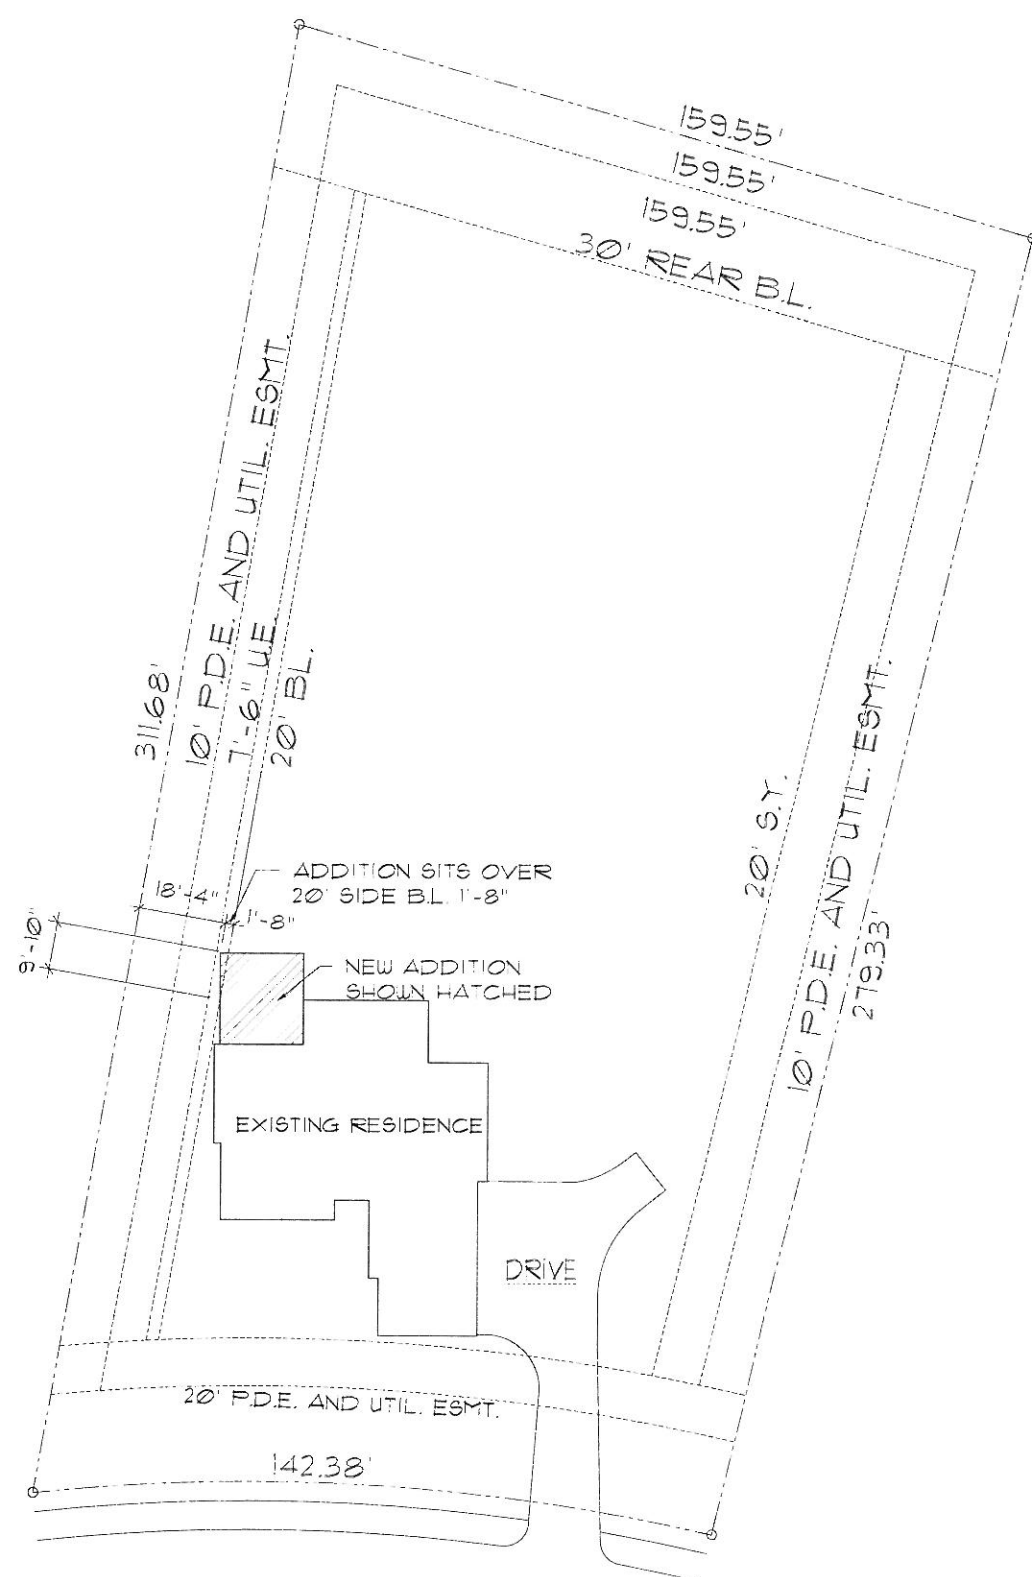 159.55'
159.55'
159.55'
30' REAR B.L.
10' P.D.E. AND UTIL. ESMT.
7'-6" U.E.
20' BL.
311.68'
20' S.Y.
10' P.D.E. AND UTIL. ESMT.
279.33'
ADDITION SITS OVER
20' SIDE B.L. 1'-8"
18'-4"
1'-8"
9'-10"
NEW ADDITION
SHOWN HATCHED
EXISTING RESIDENCE
DRIVE
20' P.D.E. AND UTIL. ESMT.
142.38'